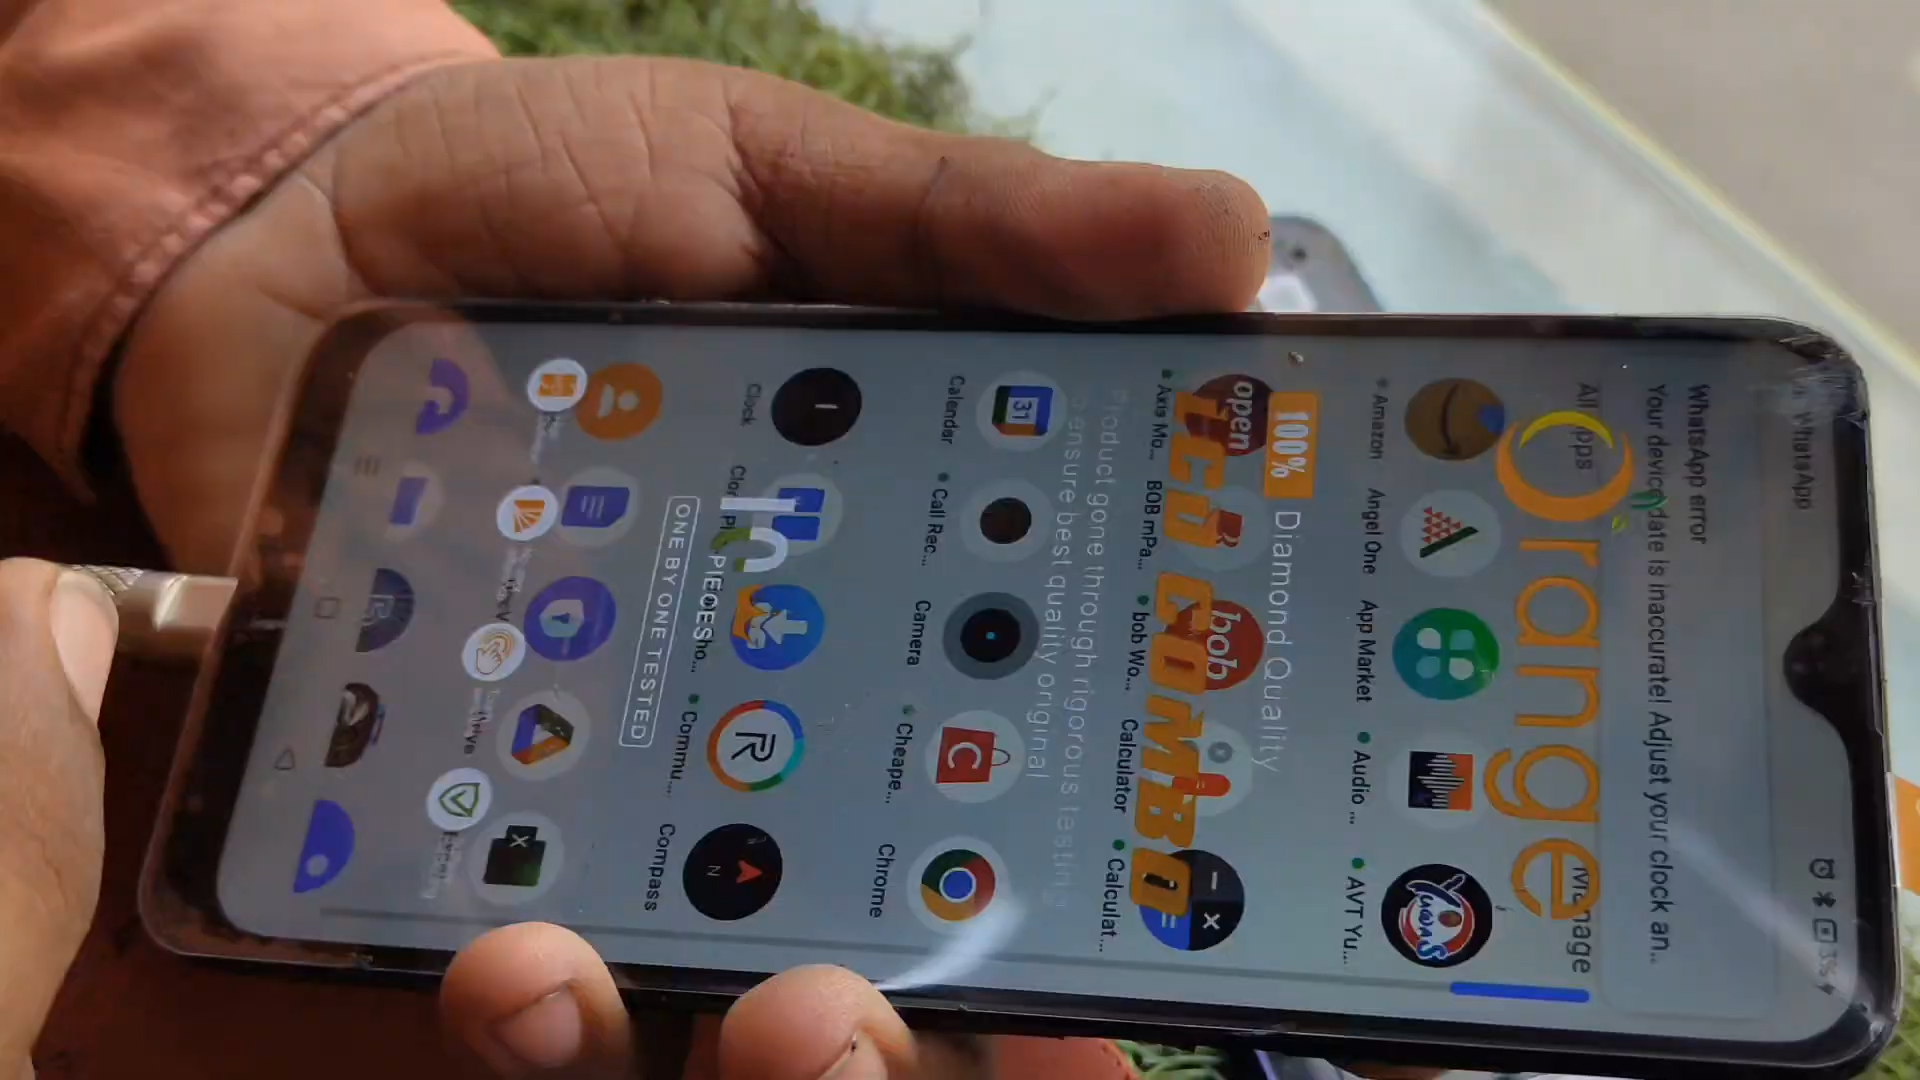 WhatsApp
3%
WhatsApp error
Your device date is inaccurate! Adjust your clock an..
All apps
Manage
Orange
Amazon
Angel One
App Market
Audio ...
AVT Yu...
100%
Diamond Quality
LCD COMBO
open
bob
Axis Mo...
BOB mPa...
bob Wo...
Calculator
Calculat...
Product gone through rigorous testing
ensure best quality original
31
Calendar
Call Rec...
Camera
Cheape...
Chrome
Clock
Commu...
Compass
N
ONE BY ONE TESTED